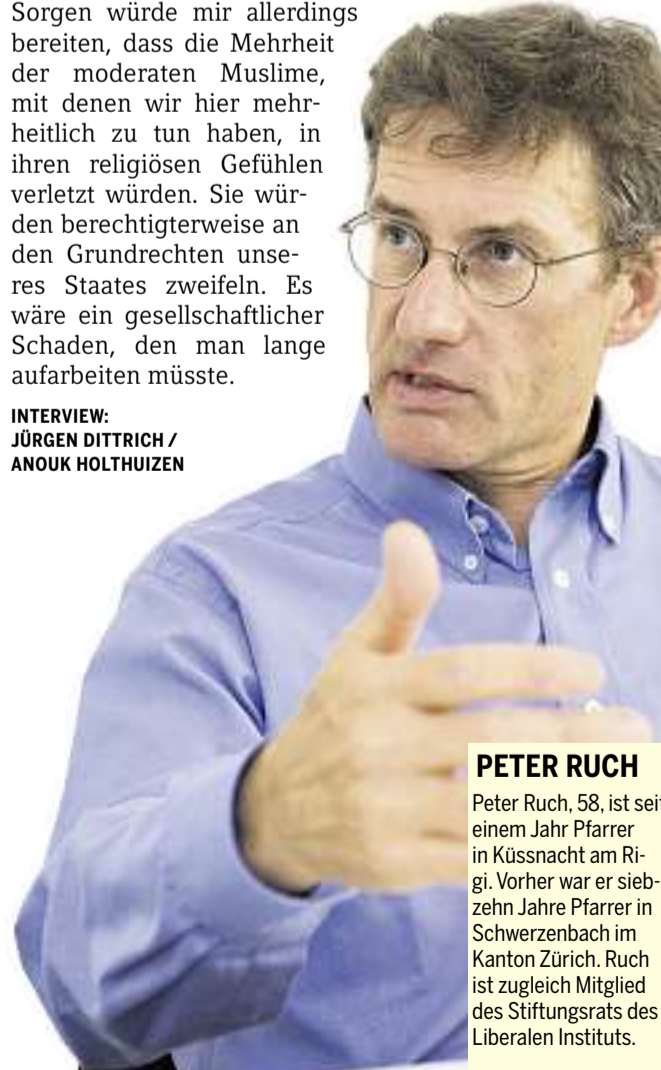 Sorgen würde mir allerdings
bereiten, dass die Mehrheit
der moderaten Muslime,
mit denen wir hier mehr-
heitlich zu tun haben, in
ihren religiösen Gefühlen
verletzt würden. Sie wür-
den berechtigterweise an
den Grundrechten unse-
res Staates zweifeln. Es
wäre ein gesellschaftlicher
Schaden, den man lange
aufarbeiten müsste.
INTERVIEW:
JÜRGEN DITTRICH /
ANOUK HOLTHUIZEN
PETER RUCH
Peter Ruch, 58, ist seit
einem Jahr Pfarrer
in Küssnacht am Ri-
gi. Vorher war er sieb-
zehn Jahre Pfarrer in
Schwerzenbach im
Kanton Zürich. Ruch
ist zugleich Mitglied
des Stiftungsrats des
Liberalen Instituts.